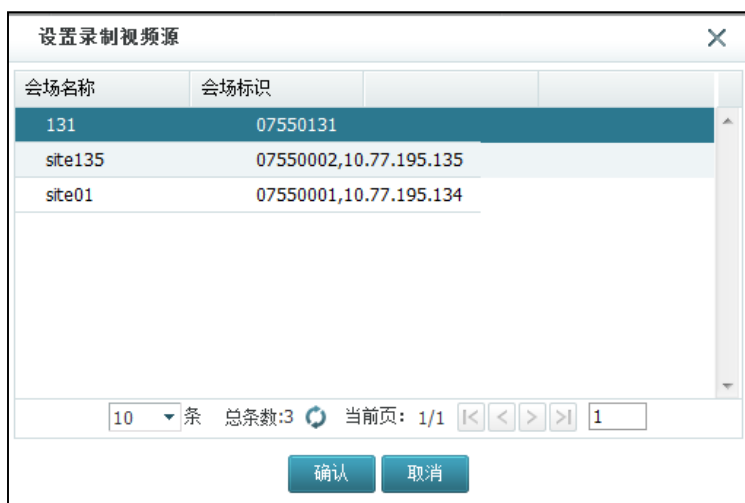 设置录制视频源
会场名称 会场标识
131 07550131
site135 07550002,10.77.195.135
site01 07550001,10.77.195.134
10 条 总条数:3 当前页: 1/1 1
确认 取消